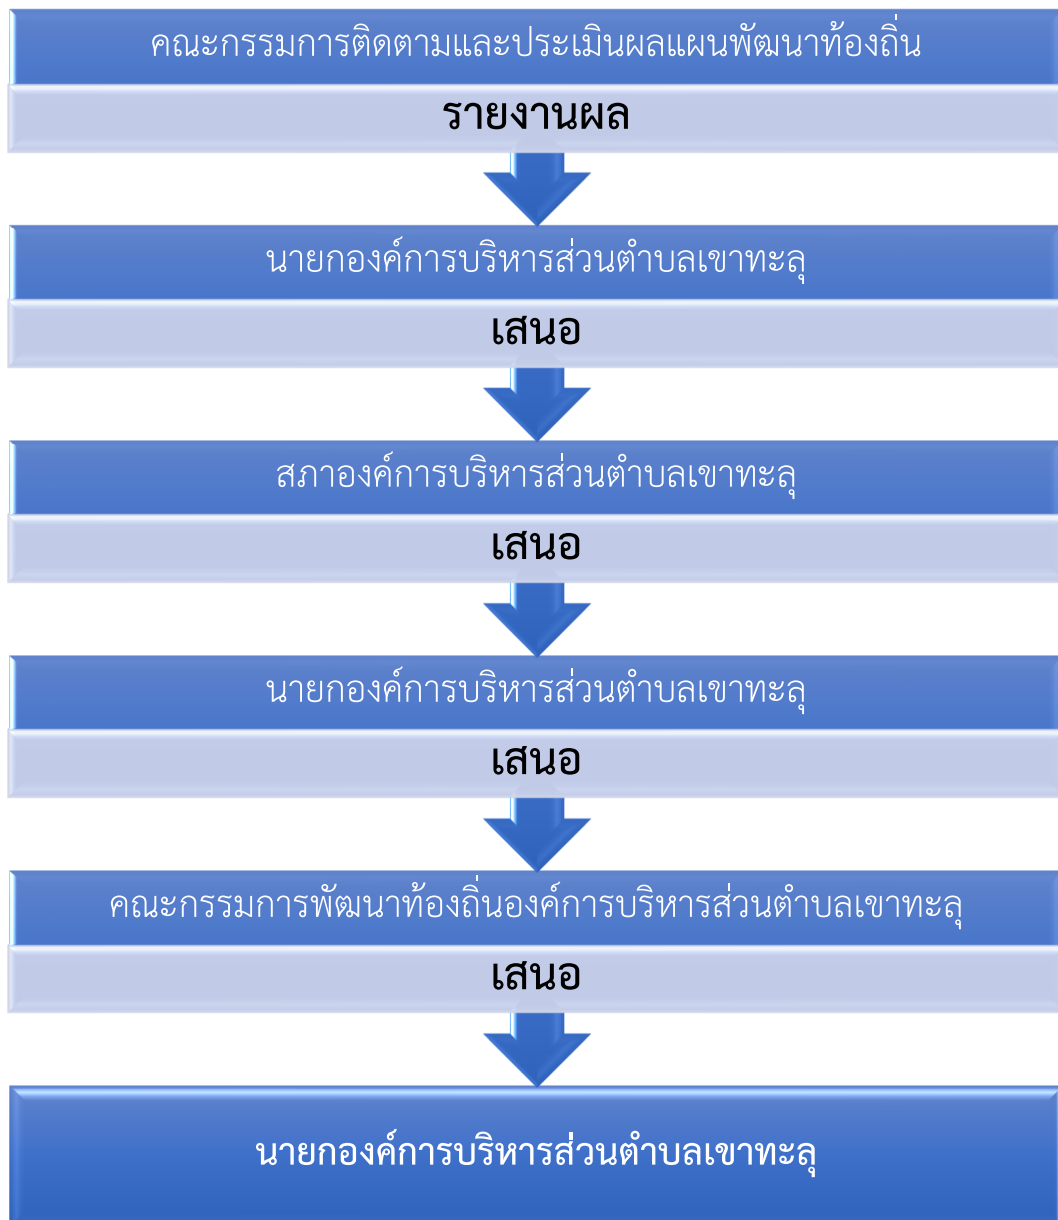 คณะกรรมการติดตามและประเมินผลแผนพัฒนาท้องถิ่น
รายงานผล
นายกองค์การบริหารส่วนตำบลเขาทะลุ
เสนอ
สภาองค์การบริหารส่วนตำบลเขาทะลุ
เสนอ
นายกองค์การบริหารส่วนตำบลเขาทะลุ
เสนอ
คณะกรรมการพัฒนาท้องถิ่นองค์การบริหารส่วนตำบลเขาทะลุ
เสนอ
นายกองค์การบริหารส่วนตำบลเขาทะลุ